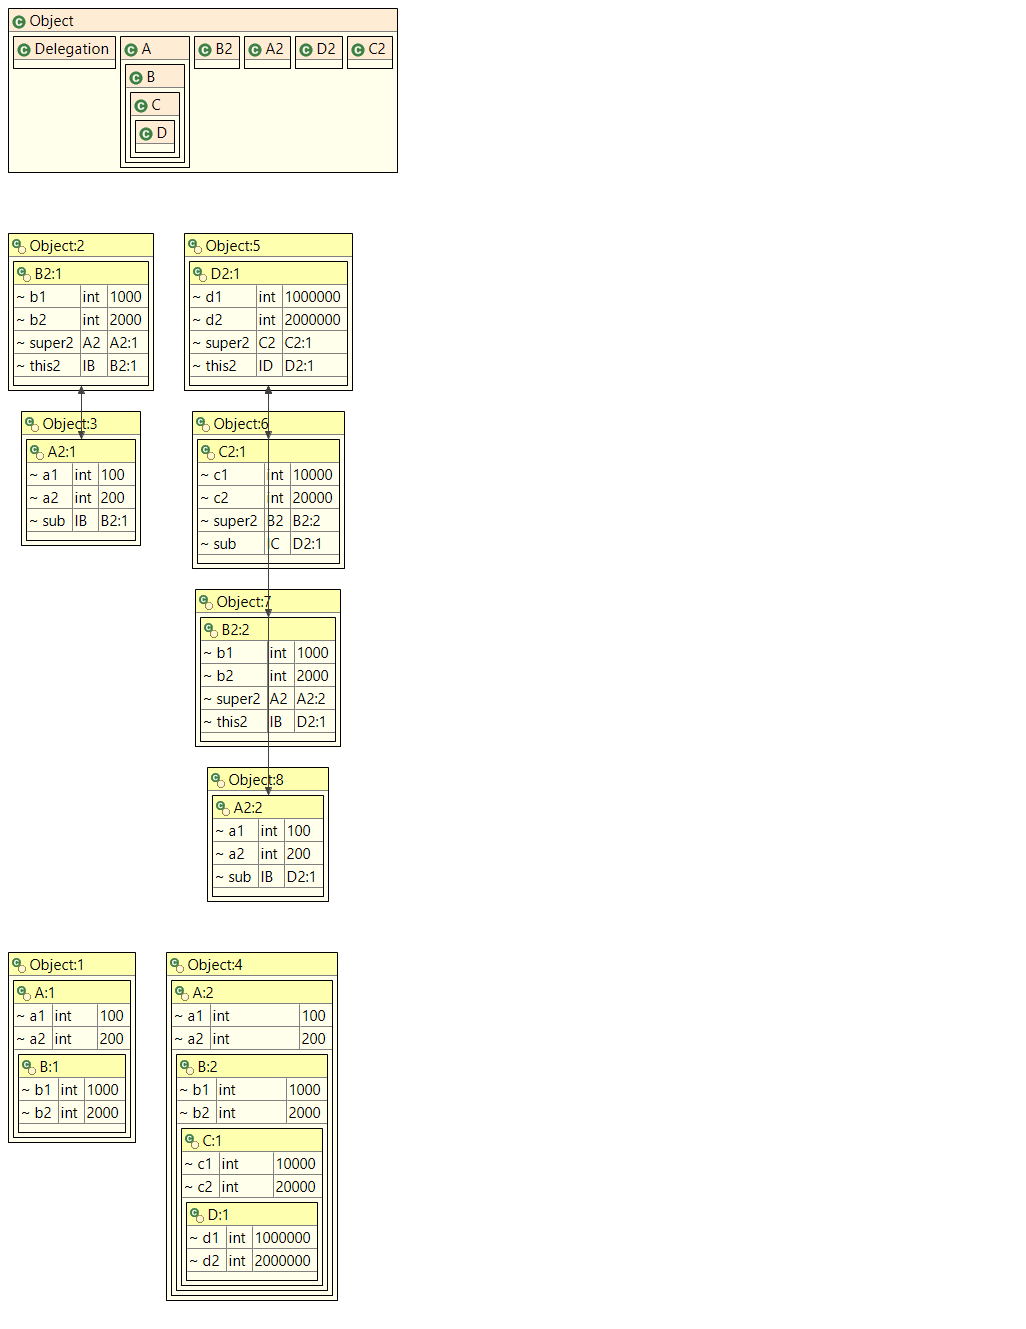 Object
Delegation A B2 A2 D2 C2
B
C
D
Object:2
B2:1
~ b1 int 1000
~ b2 int 2000
~ super2 A2 A2:1
~ this2 IB B2:1
Object:3
A2:1
~ a1 int 100
~ a2 int 200
~ sub IB B2:1
Object:5
D2:1
~ d1 int 1000000
~ d2 int 2000000
~ super2 C2 C2:1
~ this2 ID D2:1
Object:6
C2:1
~ c1 int 10000
~ c2 int 20000
~ super2 B2 B2:2
~ sub IC D2:1
Object:7
B2:2
~ b1 int 1000
~ b2 int 2000
~ super2 A2 A2:2
~ this2 IB D2:1
Object:8
A2:2
~ a1 int 100
~ a2 int 200
~ sub IB D2:1
Object:1
A:1
~ a1 int 100
~ a2 int 200
B:1
~ b1 int 1000
~ b2 int 2000
Object:4
A:2
~ a1 int 100
~ a2 int 200
B:2
~ b1 int 1000
~ b2 int 2000
C:1
~ c1 int 10000
~ c2 int 20000
D:1
~ d1 int 1000000
~ d2 int 2000000